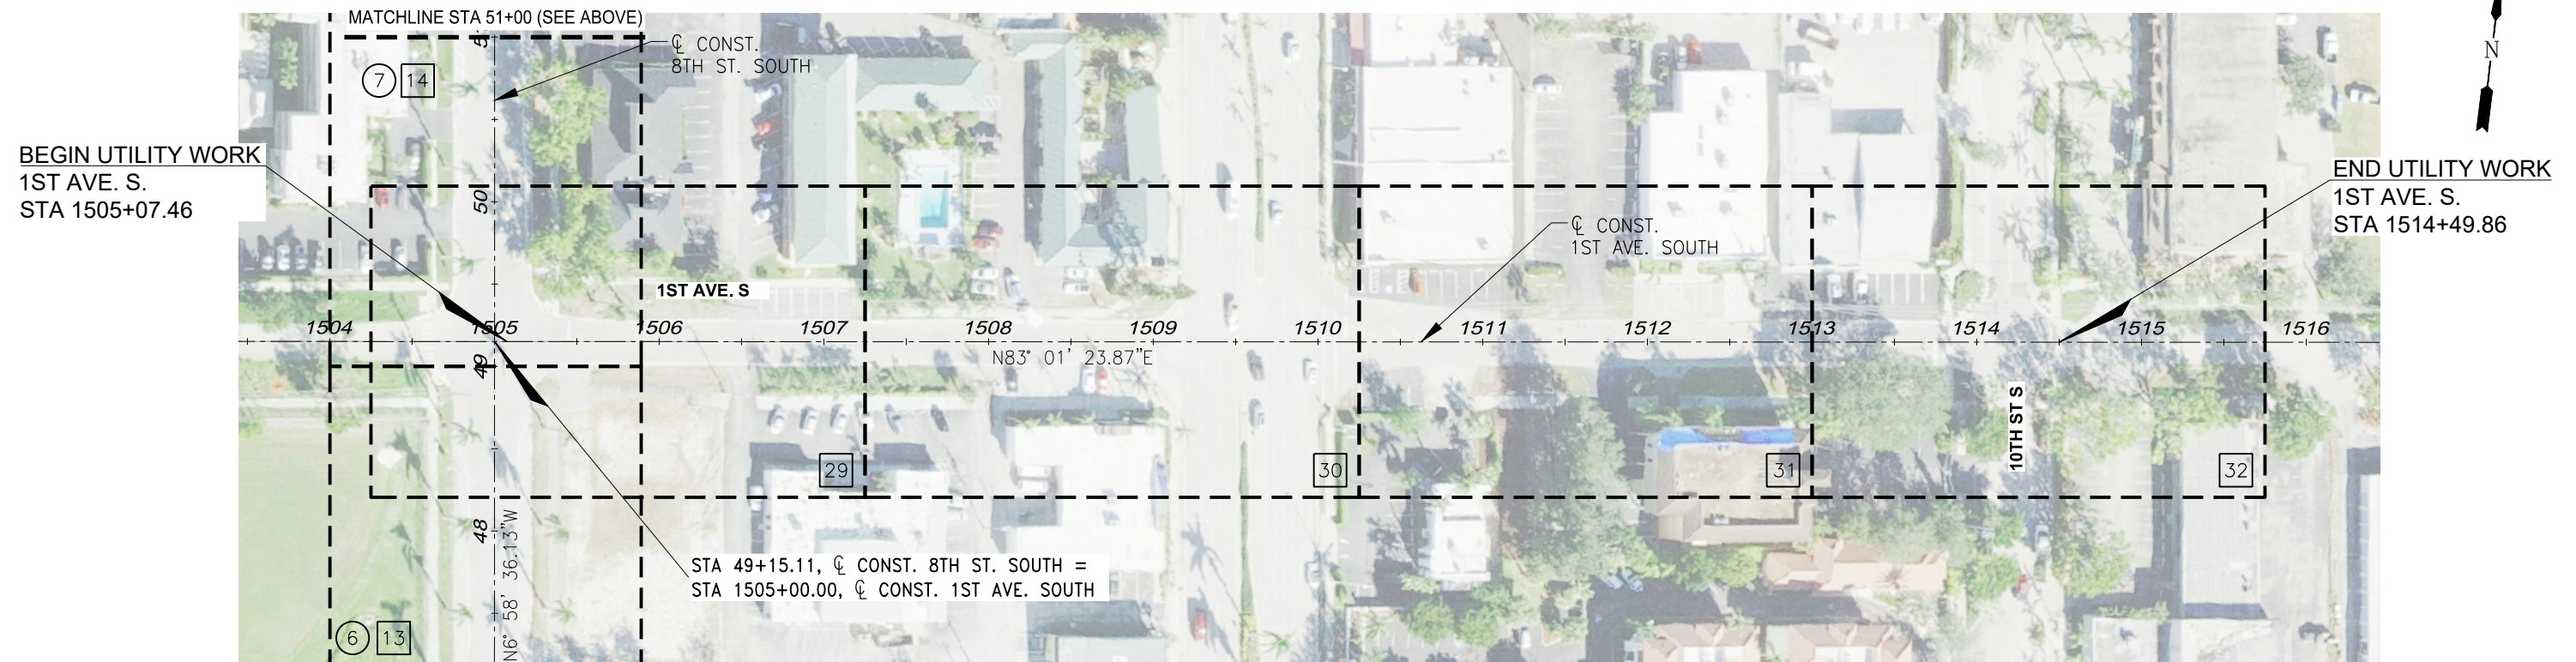 MATCHLINE STA 51+00 (SEE ABOVE)
℄ CONST.
8TH ST. SOUTH
7 14
N
BEGIN UTILITY WORK
1ST AVE. S.
STA 1505+07.46
END UTILITY WORK
1ST AVE. S.
STA 1514+49.86
50
℄ CONST.
1ST AVE. SOUTH
1ST AVE. S
1504 1505 1506 1507 1508 1509 1510 1511 1512 1513 1514 1515 1516
49
N83° 01' 23.87"E
10TH ST S
29 30 31 32
48
N6° 58' 36.13"W
STA 49+15.11, ℄ CONST. 8TH ST. SOUTH =
STA 1505+00.00, ℄ CONST. 1ST AVE. SOUTH
6 13